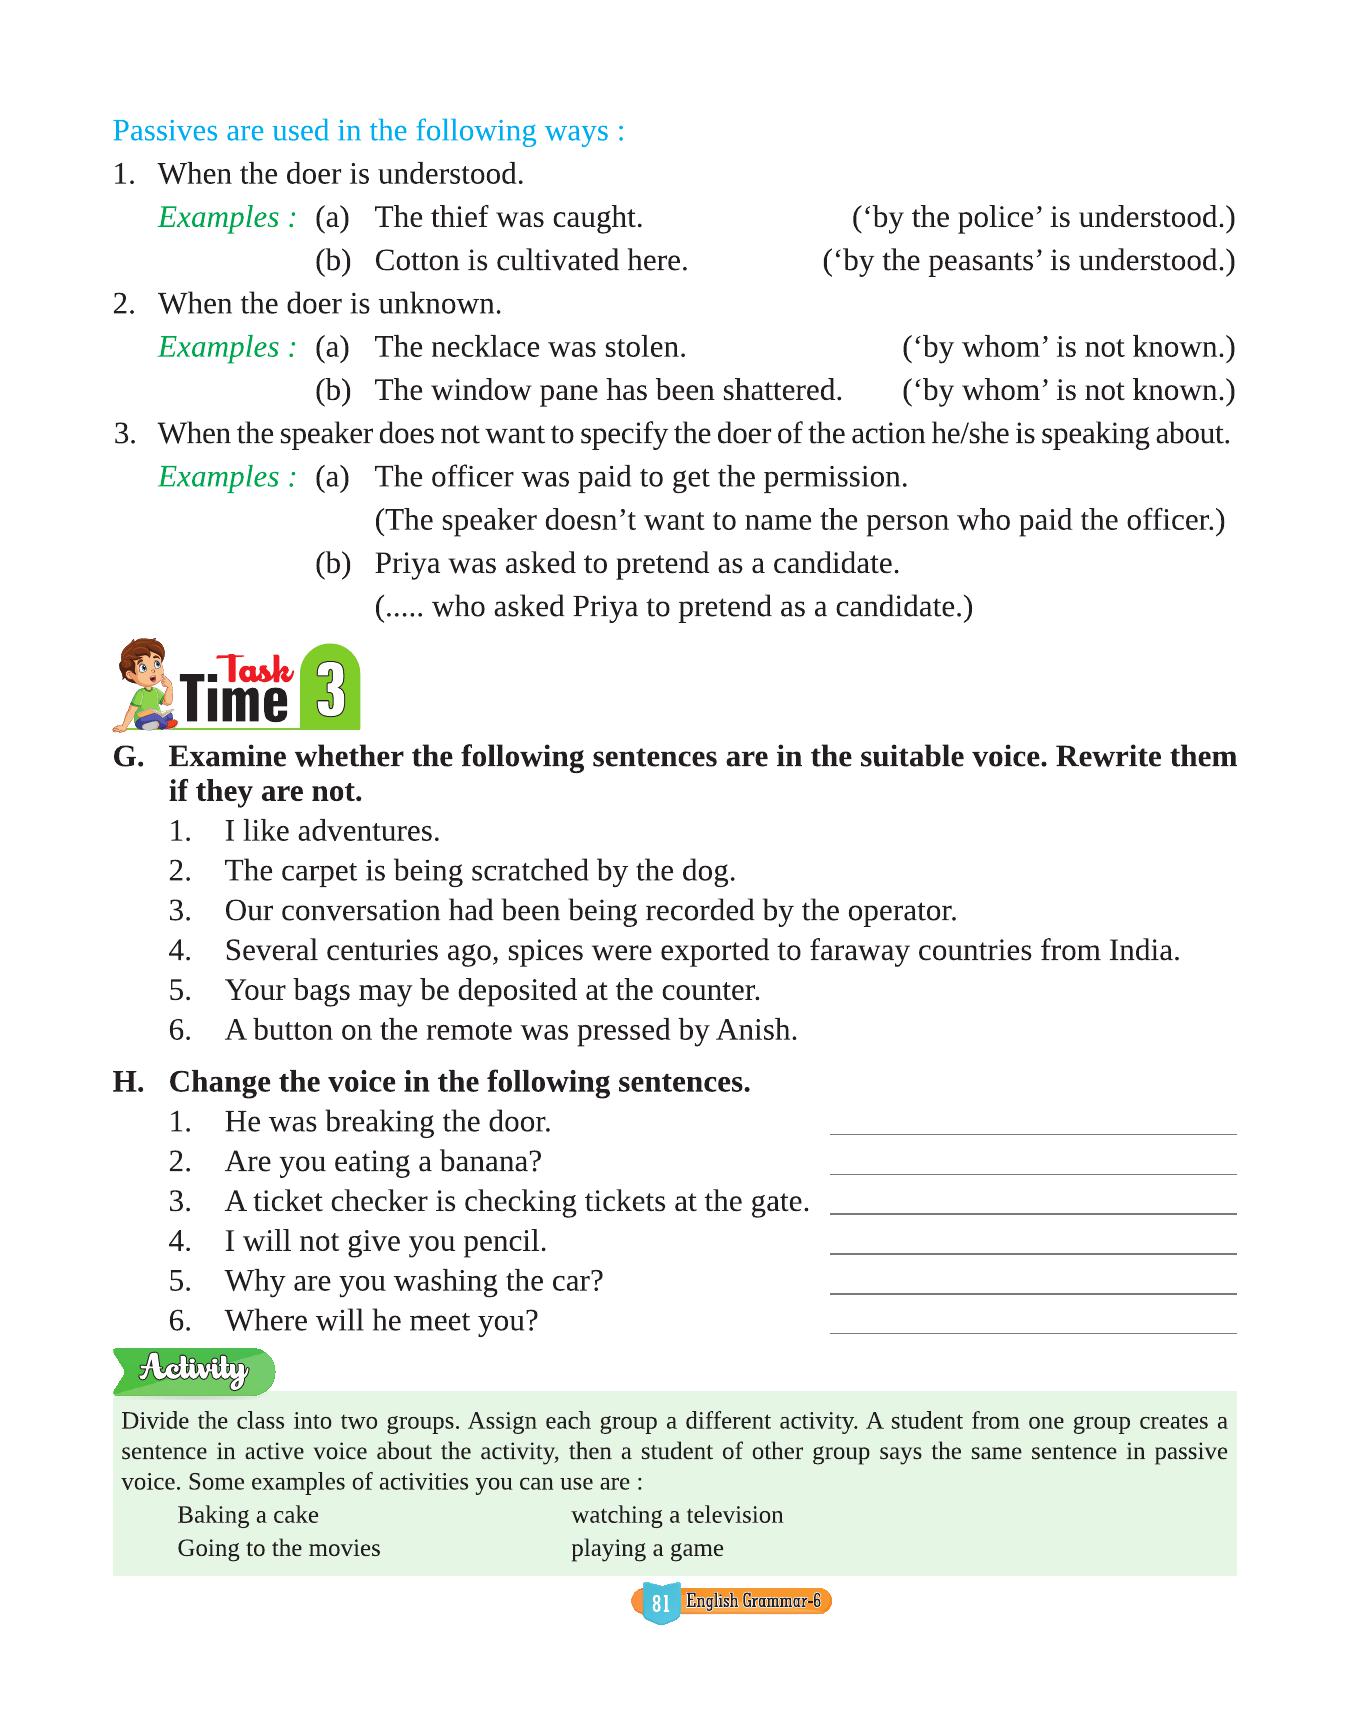 Passives are used in the following ways :
1. When the doer is understood.
Examples : (a) The thief was caught. (‘by the police’ is understood.)
(b) Cotton is cultivated here. (‘by the peasants’ is understood.)
2. When the doer is unknown.
Examples : (a) The necklace was stolen. (‘by whom’ is not known.)
(b) The window pane has been shattered. (‘by whom’ is not known.)
3. When the speaker does not want to specify the doer of the action he/she is speaking about.
Examples : (a) The officer was paid to get the permission.
(The speaker doesn’t want to name the person who paid the officer.)
(b) Priya was asked to pretend as a candidate.
(..... who asked Priya to pretend as a candidate.)
Task
Time 3
G. Examine whether the following sentences are in the suitable voice. Rewrite them
if they are not.
1. I like adventures.
2. The carpet is being scratched by the dog.
3. Our conversation had been being recorded by the operator.
4. Several centuries ago, spices were exported to faraway countries from India.
5. Your bags may be deposited at the counter.
6. A button on the remote was pressed by Anish.
H. Change the voice in the following sentences.
1. He was breaking the door.
2. Are you eating a banana?
3. A ticket checker is checking tickets at the gate.
4. I will not give you pencil.
5. Why are you washing the car?
6. Where will he meet you?
Activity
Divide the class into two groups. Assign each group a different activity. A student from one group creates a
sentence in active voice about the activity, then a student of other group says the same sentence in passive
voice. Some examples of activities you can use are :
Baking a cake watching a television
Going to the movies playing a game
81 English Grammar-6